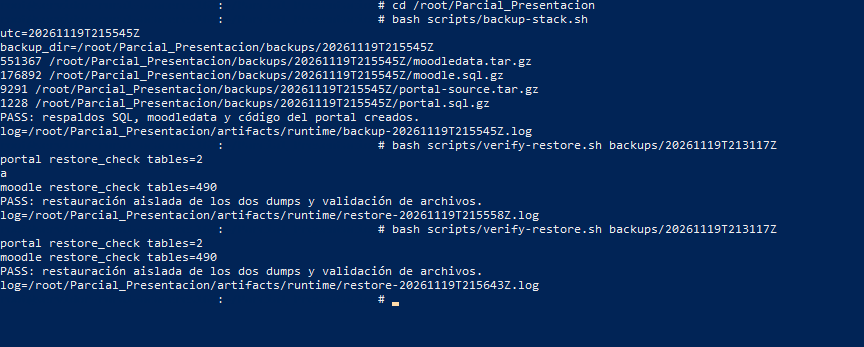 : # cd /root/Parcial_Presentacion
: # bash scripts/backup-stack.sh
utc=20261119T215545Z
backup_dir=/root/Parcial_Presentacion/backups/20261119T215545Z
551367 /root/Parcial_Presentacion/backups/20261119T215545Z/moodledata.tar.gz
176892 /root/Parcial_Presentacion/backups/20261119T215545Z/moodle.sql.gz
9291 /root/Parcial_Presentacion/backups/20261119T215545Z/portal-source.tar.gz
1228 /root/Parcial_Presentacion/backups/20261119T215545Z/portal.sql.gz
PASS: respaldos SQL, moodledata y código del portal creados.
log=/root/Parcial_Presentacion/artifacts/runtime/backup-20261119T215545Z.log
: # bash scripts/verify-restore.sh backups/20261119T213117Z
portal restore_check tables=2
a
moodle restore_check tables=490
PASS: restauración aislada de los dos dumps y validación de archivos.
log=/root/Parcial_Presentacion/artifacts/runtime/restore-20261119T215558Z.log
: # bash scripts/verify-restore.sh backups/20261119T213117Z
portal restore_check tables=2
moodle restore_check tables=490
PASS: restauración aislada de los dos dumps y validación de archivos.
log=/root/Parcial_Presentacion/artifacts/runtime/restore-20261119T215643Z.log
: #